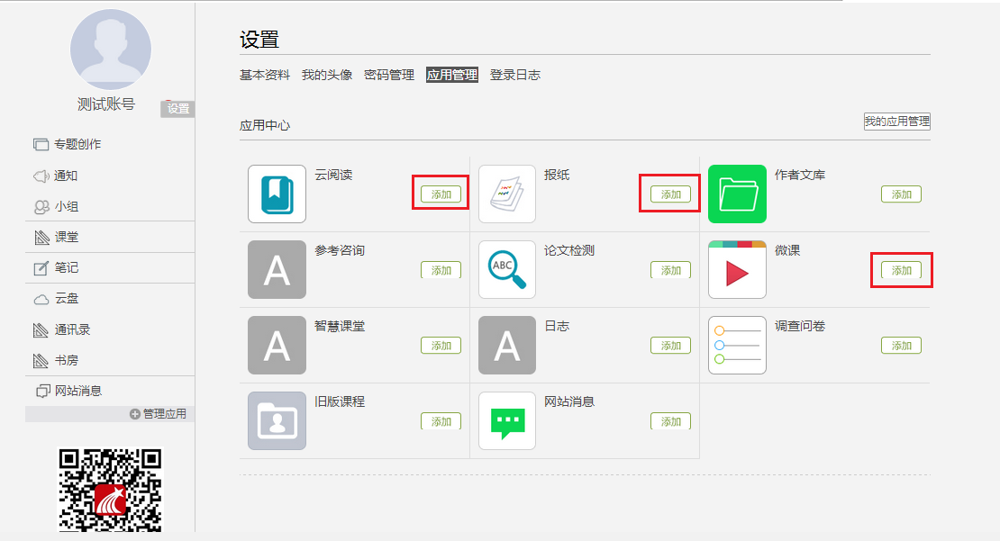 设置
测试账号
设置
专题创作
通知
小组
课堂
笔记
云盘
通讯录
书房
网站消息
管理应用
基本资料 我的头像 密码管理 应用管理 登录日志
应用中心
我的应用管理
云阅读
添加
报纸
添加
作者文库
添加
A
参考咨询
添加
ABC
论文检测
添加
微课
添加
A
智慧课堂
添加
A
日志
添加
调查问卷
添加
旧版课程
添加
网站消息
添加